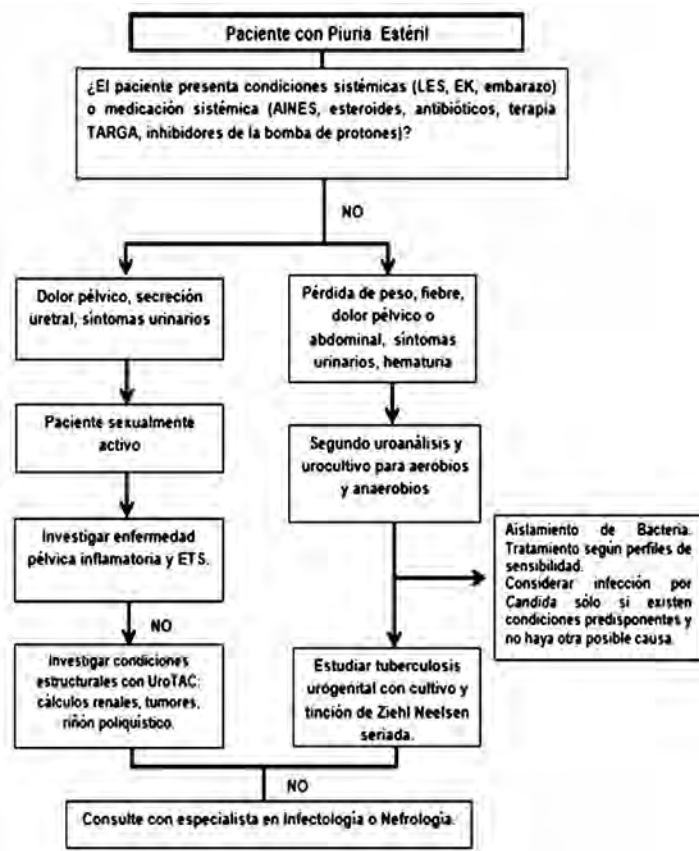 Paciente con Piuria Estéril
¿El paciente presenta condiciones sistémicas (LES, EK, embarazo)
o medicación sistémica (AINES, esteroides, antibióticos, terapia
TARGA, inhibidores de la bomba de protones)?
NO
Dolor pélvico, secreción
uretral, síntomas urinarios
Paciente sexualmente
activo
Investigar enfermedad
pélvica inflamatoria y ETS.
NO
Investigar condiciones
estructurales con UroTAC:
cálculos renales, tumores,
riñón poliquístico.
Pérdida de peso, fiebre,
dolor pélvico o
abdominal, síntomas
urinarios, hematuria
Segundo uroanálisis y
urocultivo para aerobios
y anaerobios
Aislamiento de Bacteria.
Tratamiento según perfiles de
sensibilidad.
Considerar infección por
Candida sólo si existen
condiciones predisponentes y
no haya otra posible causa.
Estudiar tuberculosis
urogenital con cultivo y
tinción de Ziehl Neelsen
seriada.
NO
Consulte con especialista en Infectología o Nefrología.